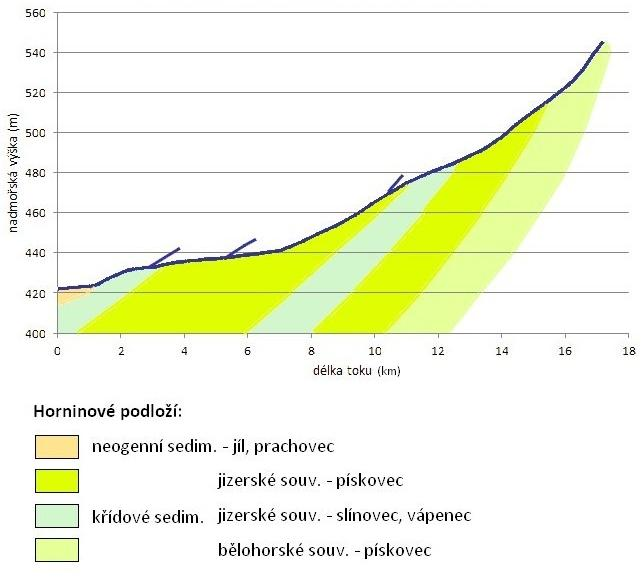 560
540
520
500
480
460
440
420
400
nadmořská výška (m)
0 2 4 6 8 10 12 14 16 18
délka toku (km)
Horninové podloží:
neogenní sedim. - jíl, prachovec
jizerské souv. - pískovec
křídové sedim. jizerské souv. - slínovec, vápenec
bělohorské souv. - pískovec